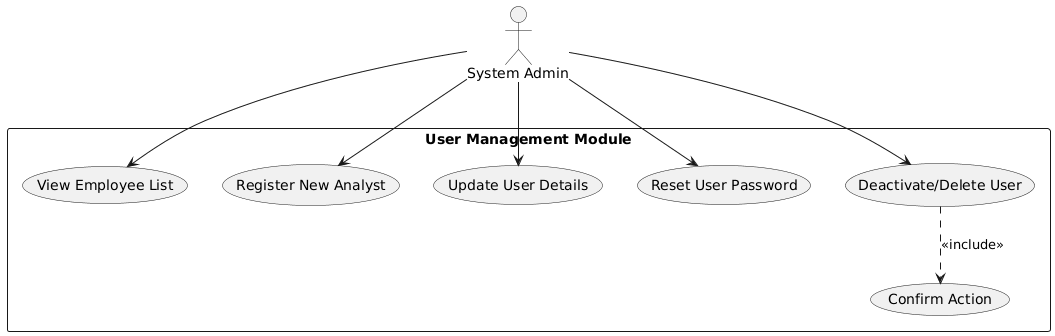 System Admin
User Management Module
View Employee List
Register New Analyst
Update User Details
Reset User Password
Deactivate/Delete User
«include»
Confirm Action